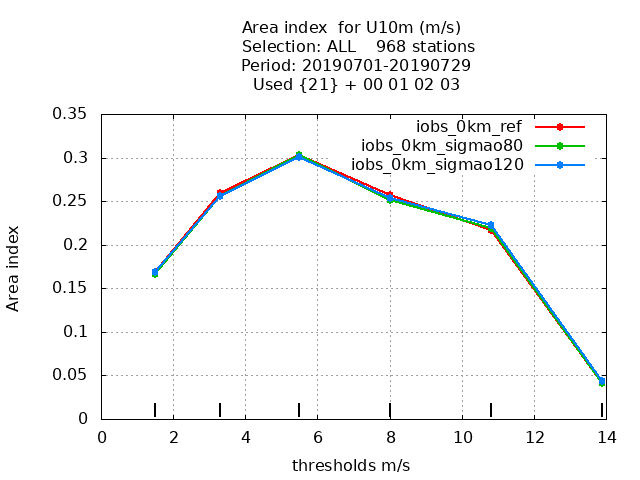 Area index  for U10m (m/s)
Selection: ALL    968 stations
Period: 20190701-20190729
Used {21} + 00 01 02 03
iobs_0km_ref
iobs_0km_sigmao80
iobs_0km_sigmao120
0.35
0.3
0.25
0.2
0.15
0.1
0.05
0
Area index
0 2 4 6 8 10 12 14
thresholds m/s